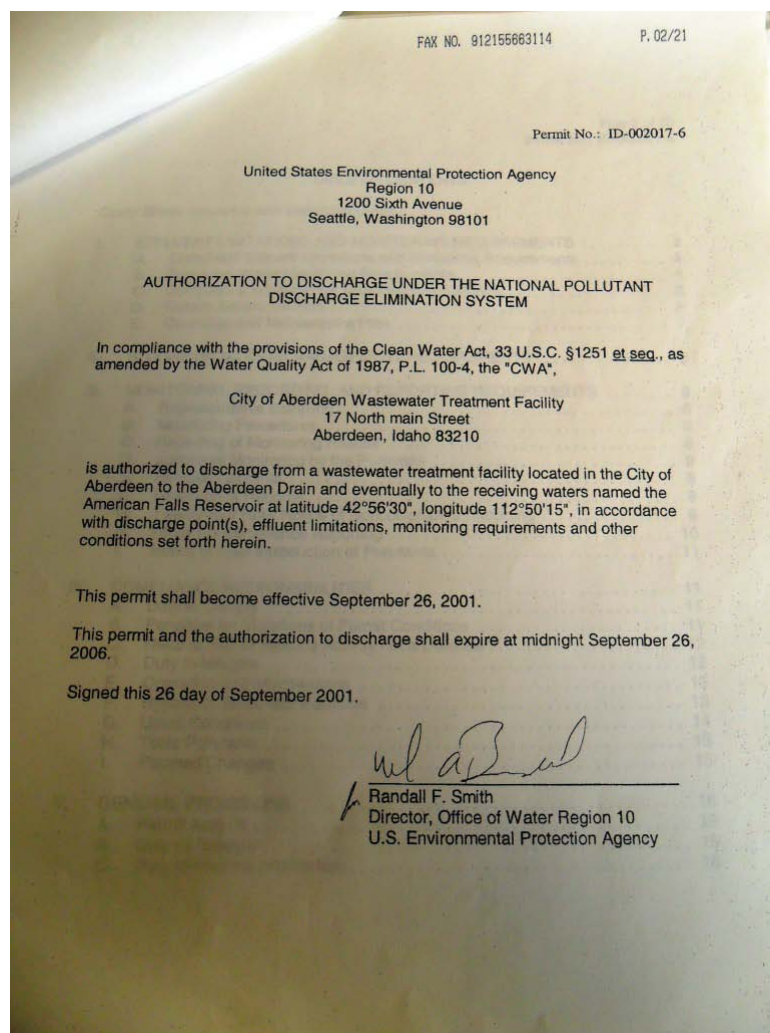 FAX NO. 912155663114 P. 02/21
Permit No.: ID-002017-6
United States Environmental Protection Agency
Region 10
1200 Sixth Avenue
Seattle, Washington 98101
AUTHORIZATION TO DISCHARGE UNDER THE NATIONAL POLLUTANT
DISCHARGE ELIMINATION SYSTEM
In compliance with the provisions of the Clean Water Act, 33 U.S.C. §1251 et seq., as
amended by the Water Quality Act of 1987, P.L. 100-4, the "CWA",
City of Aberdeen Wastewater Treatment Facility
17 North main Street
Aberdeen, Idaho 83210
is authorized to discharge from a wastewater treatment facility located in the City of
Aberdeen to the Aberdeen Drain and eventually to the receiving waters named the
American Falls Reservoir at latitude 42°56'30", longitude 112°50'15", in accordance
with discharge point(s), effluent limitations, monitoring requirements and other
conditions set forth herein.
This permit shall become effective September 26, 2001.
This permit and the authorization to discharge shall expire at midnight September 26,
2006.
Signed this 26 day of September 2001.
Randall F. Smith
Director, Office of Water Region 10
U.S. Environmental Protection Agency